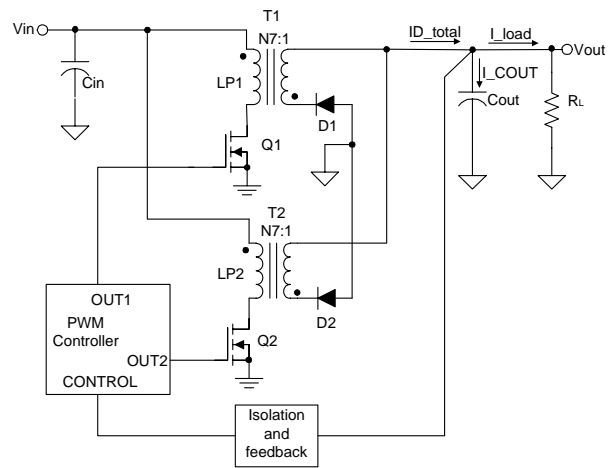 T1
Vin
N7:1
ID_total
I_load
Vout
Cin
LP1
I_COUT
Cout
RL
D1
Q1
T2
N7:1
LP2
D2
OUT1
PWM
Controller
Q2
OUT2
CONTROL
Isolation
and
feedback